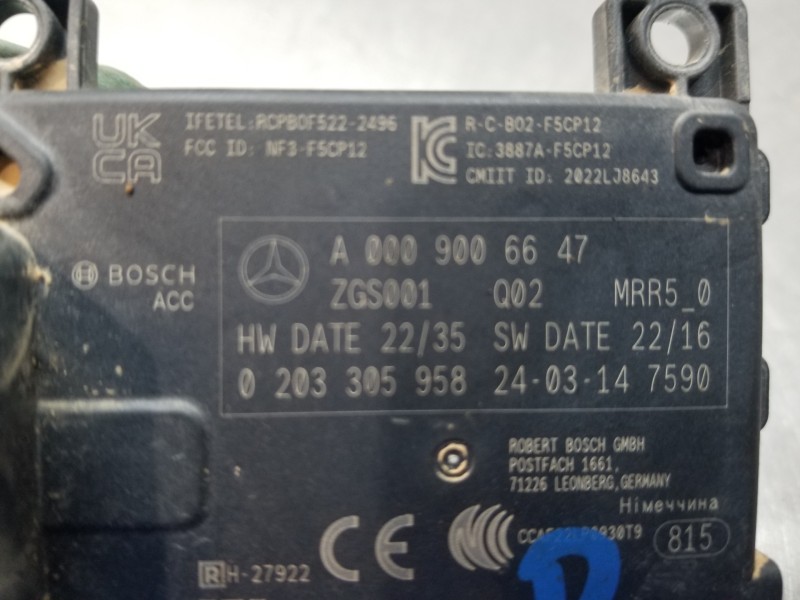 UK CA
IFETEL:RCPBOF522-2496
FCC ID: NF3-F5CP12
R-C-BO2-F5CP12
IC:3887A-F5CP12
CMIIT ID: 2022LJ8643
BOSCH
ACC
A 000 900 66 47
ZGS001 Q02 MRR5_0
HW DATE 22/35 SW DATE 22/16
0 203 305 958 24-03-14 7590
ROBERT BOSCH GMBH
POSTFACH 1661,
71226 LEONBERG,GERMANY
Німеччина
CE
815
R H-27922